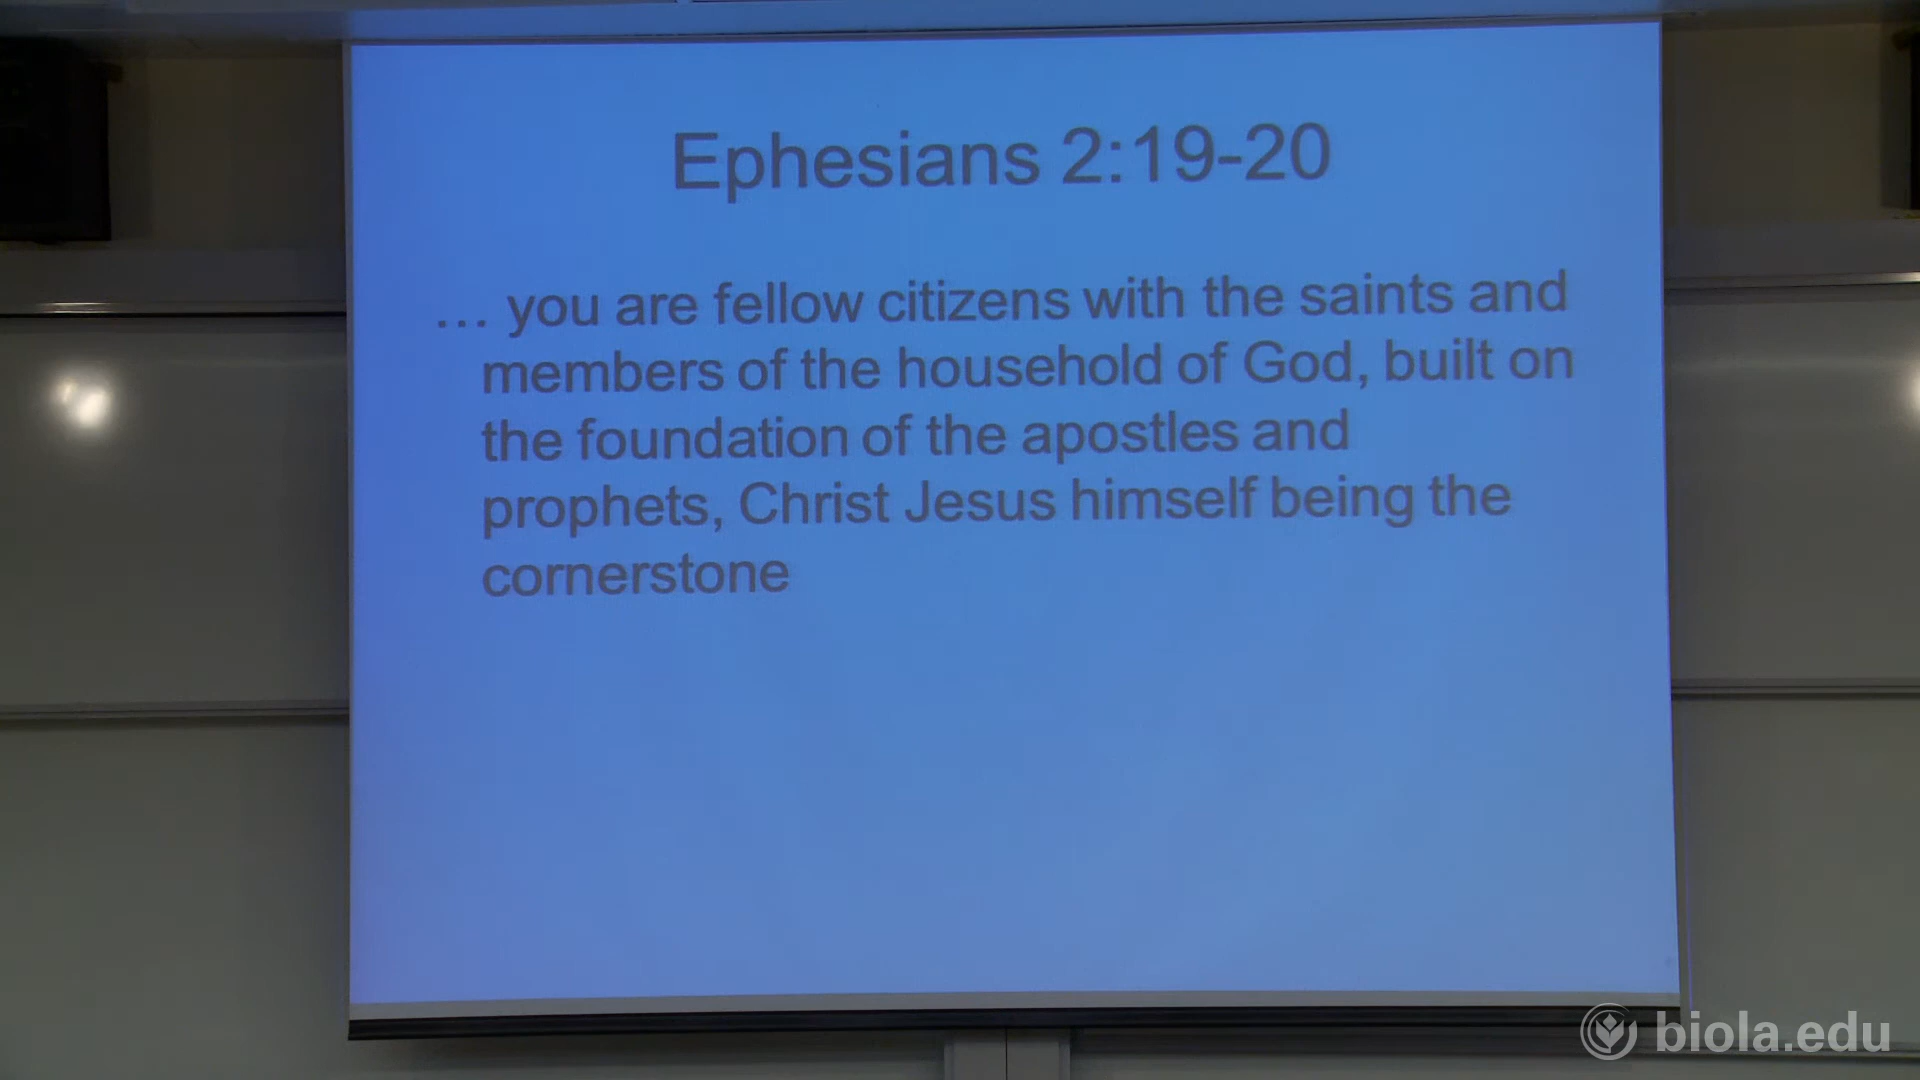 Ephesians 2:19-20
… you are fellow citizens with the saints and
members of the household of God, built on
the foundation of the apostles and
prophets, Christ Jesus himself being the
cornerstone
biola.edu